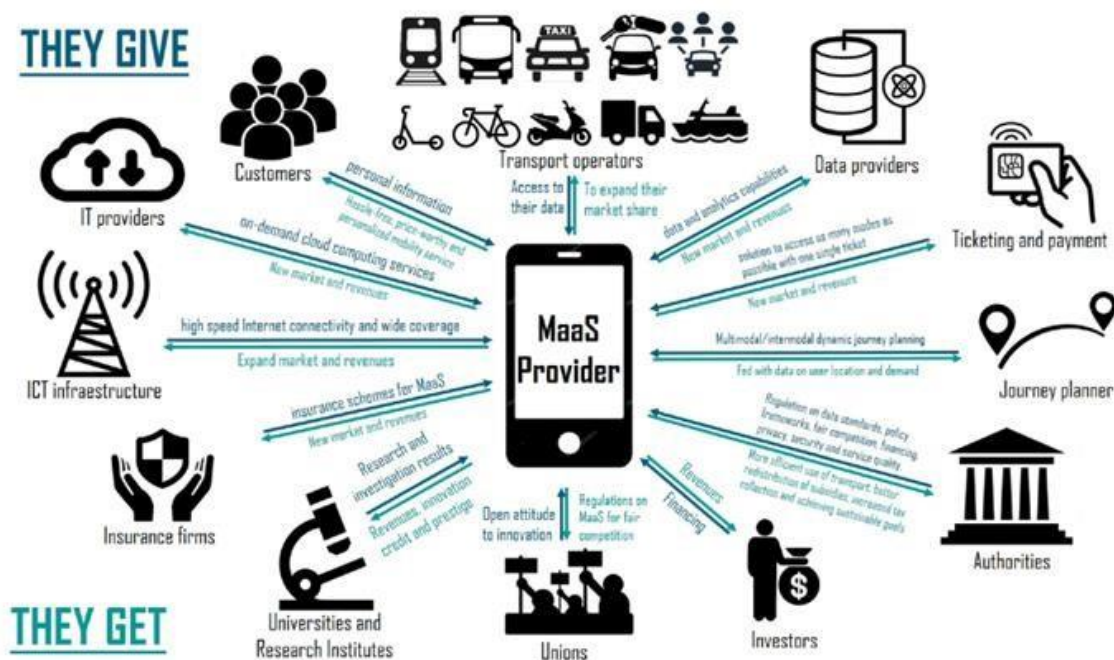 THEY GIVE
TAXI
Customers
Transport operators
Data providers
IT providers
Ticketing and payment
personal information
Hassle-free, price-worthy and
personalized mobility service
Access to
their data
To expand their
market share
data and analytics capabilities
New market and revenues
on-demand cloud computing services
New market and revenues
solution to access as many modes as
possible with one single ticket
New market and revenues
high speed Internet connectivity and wide coverage
Expand market and revenues
ICT infraestructure
MaaS
Provider
Multimodal/intermodal dynamic journey planning
Fed with data on user location and demand
Journey planner
insurance schemes for MaaS
New market and revenues
Insurance firms
Regulation on data standards, policy
frameworks, fair competition, financing,
privacy, security and service quality
More efficient use of transport, better
redistribution of subsidies, increased tax
collection and achieving sustainable goals
Authorities
Research and
investigation results
Revenues, innovation
credit and prestige
Universities and
Research Institutes
Open attitude
to innovation
Regulations on
MaaS for fair
competition
Unions
Revenues
Financing
$
Investors
THEY GET